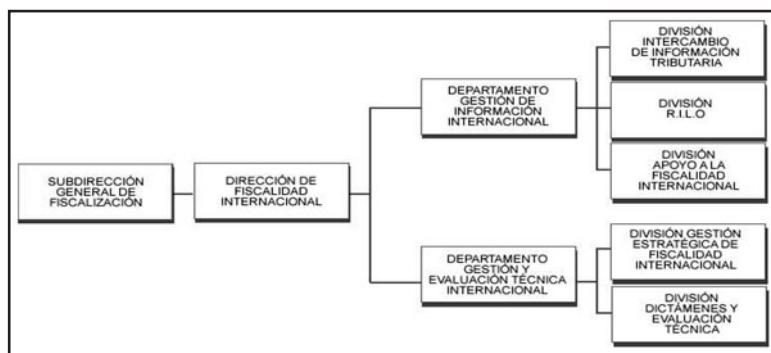 SUBDIRECCIÓN
GENERAL DE
FISCALIZACIÓN
DIRECCIÓN DE
FISCALIDAD
INTERNACIONAL
DEPARTAMENTO
GESTIÓN DE
INFORMACIÓN
INTERNACIONAL
DIVISIÓN
INTERCAMBIO
DE INFORMACIÓN
TRIBUTARIA
DIVISIÓN
R.I.L.O
DIVISIÓN
APOYO A LA
FISCALIDAD
INTERNACIONAL
DEPARTAMENTO
GESTIÓN Y
EVALUACIÓN TÉCNICA
INTERNACIONAL
DIVISIÓN GESTIÓN
ESTRATÉGICA DE
FISCALIDAD
INTERNACIONAL
DIVISIÓN
DICTÁMENES Y
EVALUACIÓN
TÉCNICA